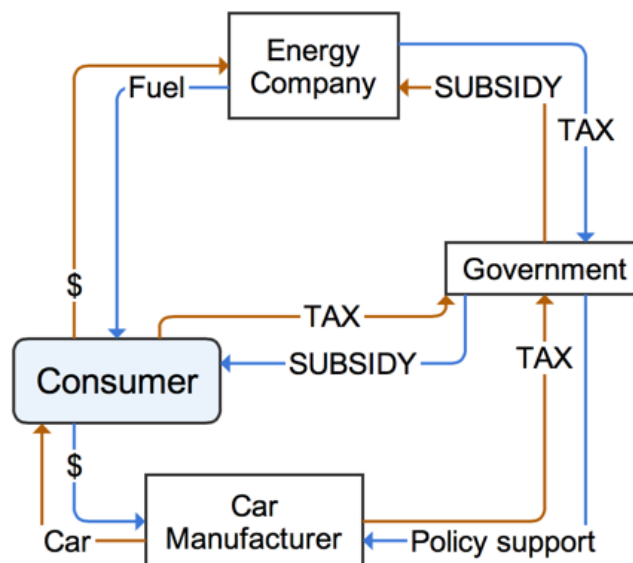 Energy
Company
Fuel
SUBSIDY
TAX
Government
$
TAX
SUBSIDY
TAX
Consumer
$
Car
Manufacturer
Car
Policy support